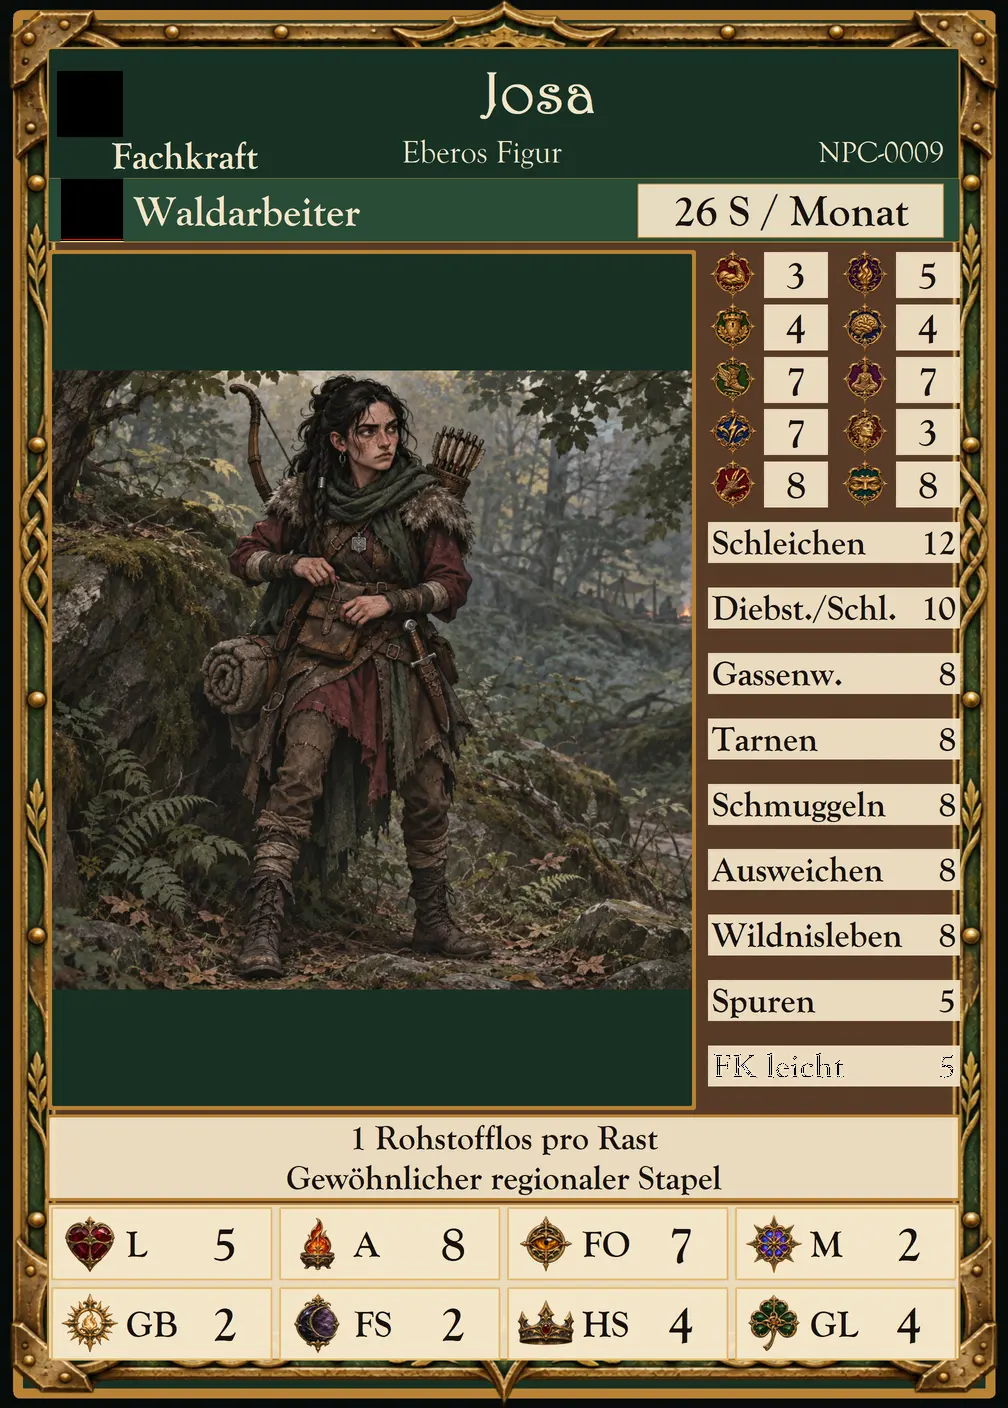 Josa
Fachkraft
Eberos Figur
NPC-0009
Waldarbeiter
26 S / Monat
3 5
4 4
7 7
7 3
8 8
Schleichen 12
Diebst./Schl. 10
Gassenw. 8
Tarnen 8
Schmuggeln 8
Ausweichen 8
Wildnisleben 8
Spuren 5
FK leicht 5
1 Rohstofflos pro Rast
Gewöhnlicher regionaler Stapel
L 5 A 8 FO 7 M 2
GB 2 FS 2 HS 4 GL 4